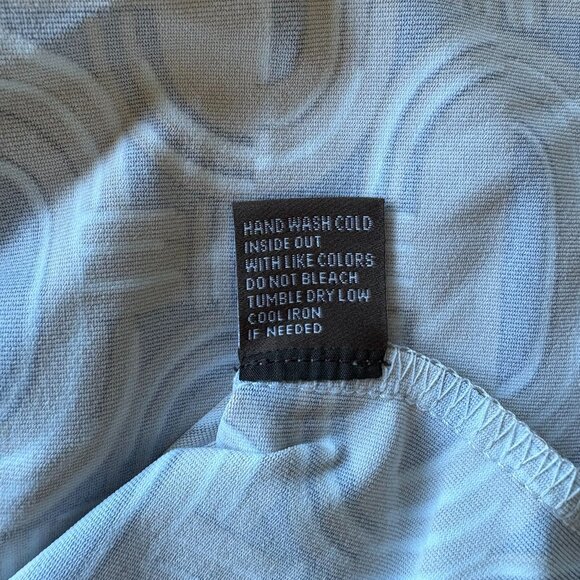 HAND WASH COLD
INSIDE OUT
WITH LIKE COLORS
DO NOT BLEACH
TUMBLE DRY LOW
COOL IRON
IF NEEDED